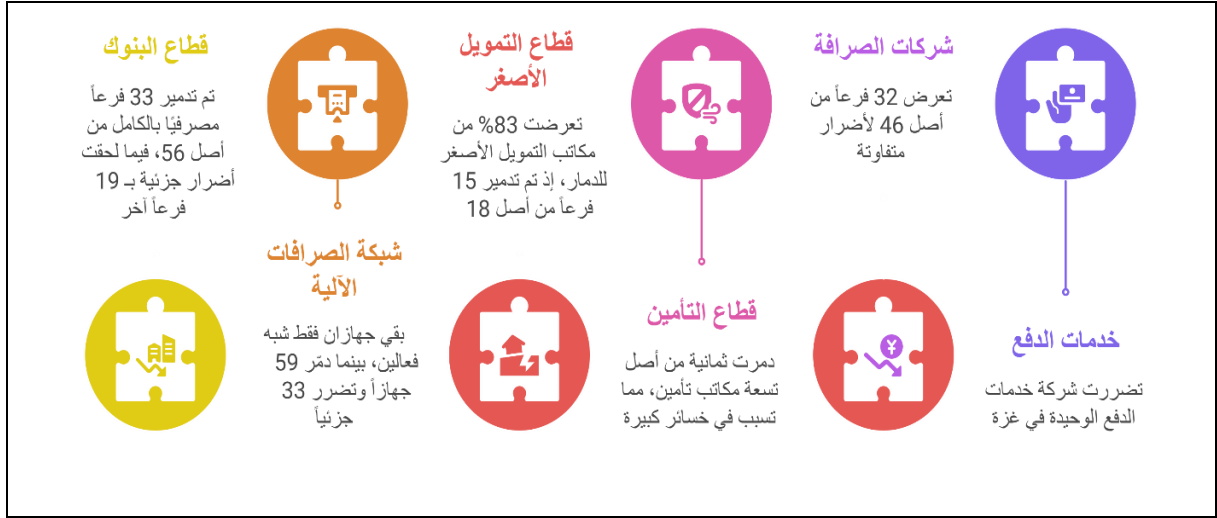 خدمات الدفع
تضررت شركة خدمات
الدفع الوحيدة في غزة
شركات الصرافة
تعرض 32 فرعاً من
أصل 46 لأضرار
متفاوتة
قطاع التأمين
دمرت ثمانية من أصل
تسعة مكاتب تأمين، مما
تسبب في خسائر كبيرة
قطاع التمويل
الأصغر
تعرضت 83% من
مكاتب التمويل الأصغر
للدمار، إذ تم تدمير 15
فرعاً من أصل 18
شبكة الصرافات
الآلية
بقي جهازان فقط شبه
فعالين، بينما دمّر 59
جهازاً وتضرر 33
جزئياً
قطاع البنوك
تم تدمير 33 فرعاً
مصرفيًا بالكامل من
أصل 56، فيما لحقت
أضرار جزئية بـ 19
فرعاً آخر